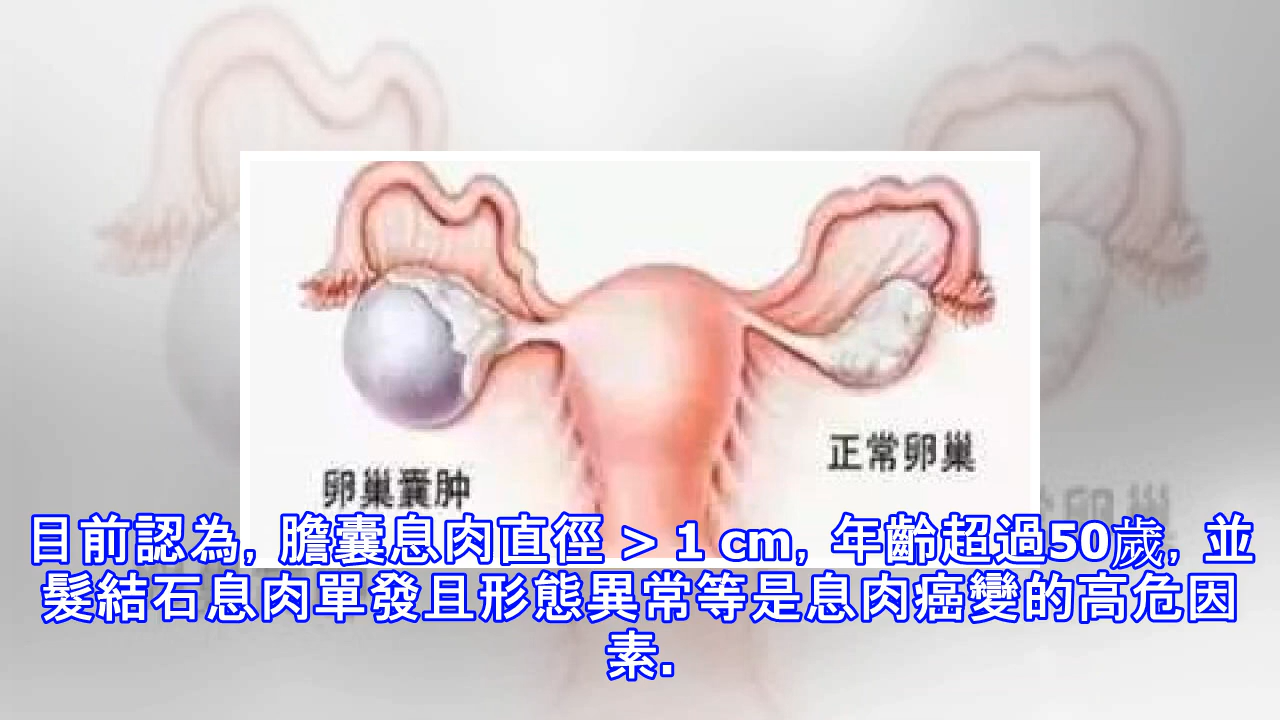 正常卵巢
卵巢囊肿
目前認為, 膽囊息肉直徑 > 1 cm, 年齡超過50歲, 並
髮結石息肉單發且形態異常等是息肉癌變的高危因
素.